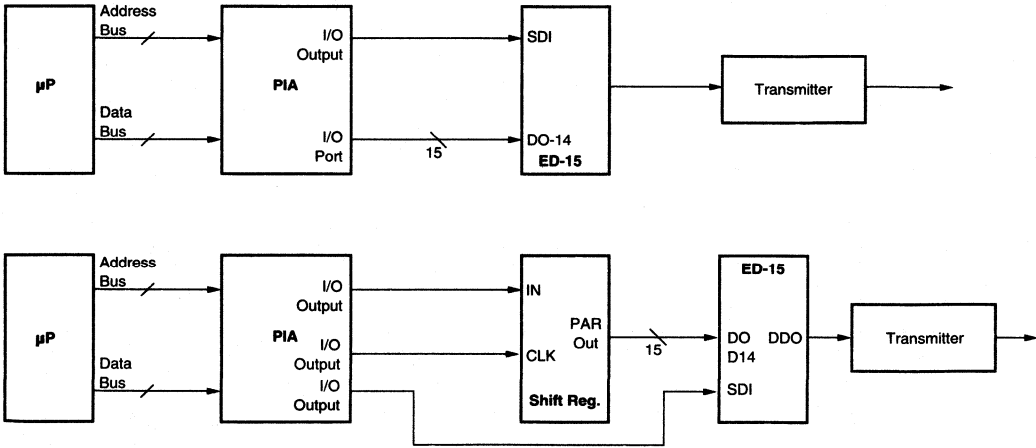 Address
Bus
µP
Data
Bus
I/O
Output
PIA
I/O
Port
15
SDI
DO-14
ED-15
Transmitter
Address
Bus
µP
Data
Bus
I/O
Output
PIA
I/O
Output
I/O
Output
IN
PAR
Out
CLK
Shift Reg.
15
ED-15
DO DDO
D14
SDI
Transmitter